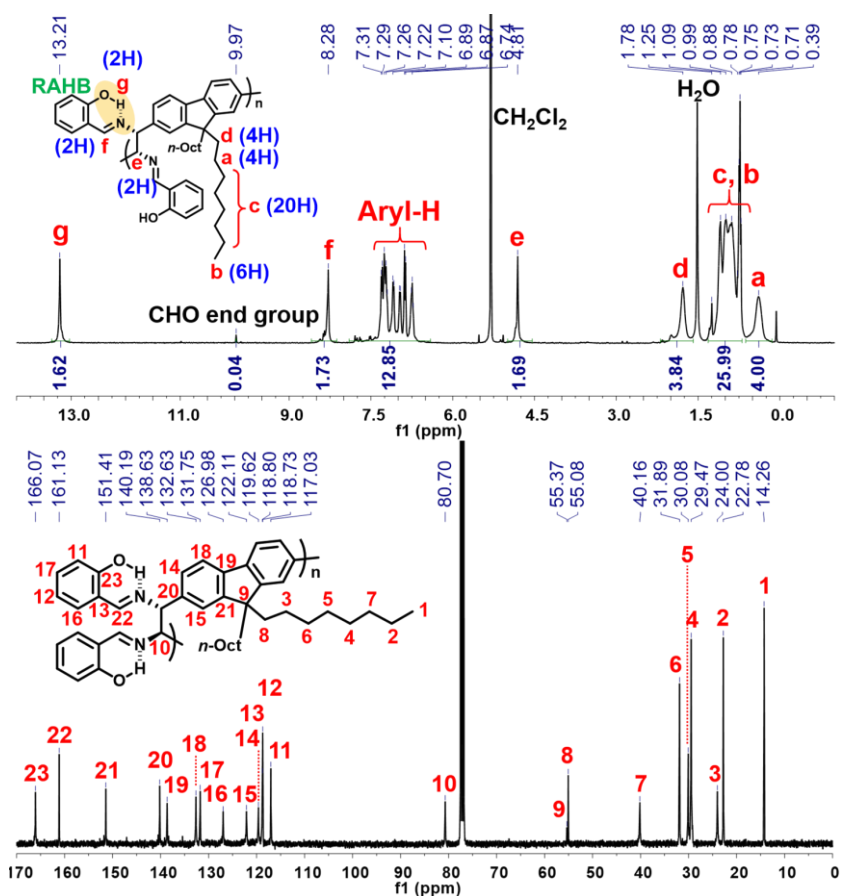 13.21
9.97
8.28
7.31
7.29
7.26
7.22
7.10
6.89
6.87
6.74
4.81
1.78
1.25
1.09
0.99
0.88
0.78
0.75
0.73
0.71
0.39
(2H)
RAHB g
O
H
N
(2H) f
e
N
(2H)
HO
n
d (4H)
n-Oct
a (4H)
c (20H)
b (6H)
CH2Cl2
H2O
g
CHO end group
f
Aryl-H
e
d
c, b
a
1.62
0.04
1.73
12.85
1.69
3.84
25.99
4.00
13.0 11.0 9.0 7.5 6.0 4.5 3.0 1.5 0.0
f1 (ppm)
166.07
161.13
151.41
140.19
138.63
132.63
131.75
126.98
122.11
119.62
118.80
118.73
117.03
80.70
55.37
55.08
40.16
31.89
30.08
29.47
24.00
22.78
14.26
11 O H 14 18 19 n
17 23 N 20 9 3 5 7 1
12 13 22 15 21 8 6 4 2
16
N 10 n-Oct
O H
23
22
21
20
19
18
17
16
15
14
13
12
11
10
9
8
7
6
5
4
3
2
1
170 160 150 140 130 120 110 100 90 80 70 60 50 40 30 20 10 0
f1 (ppm)